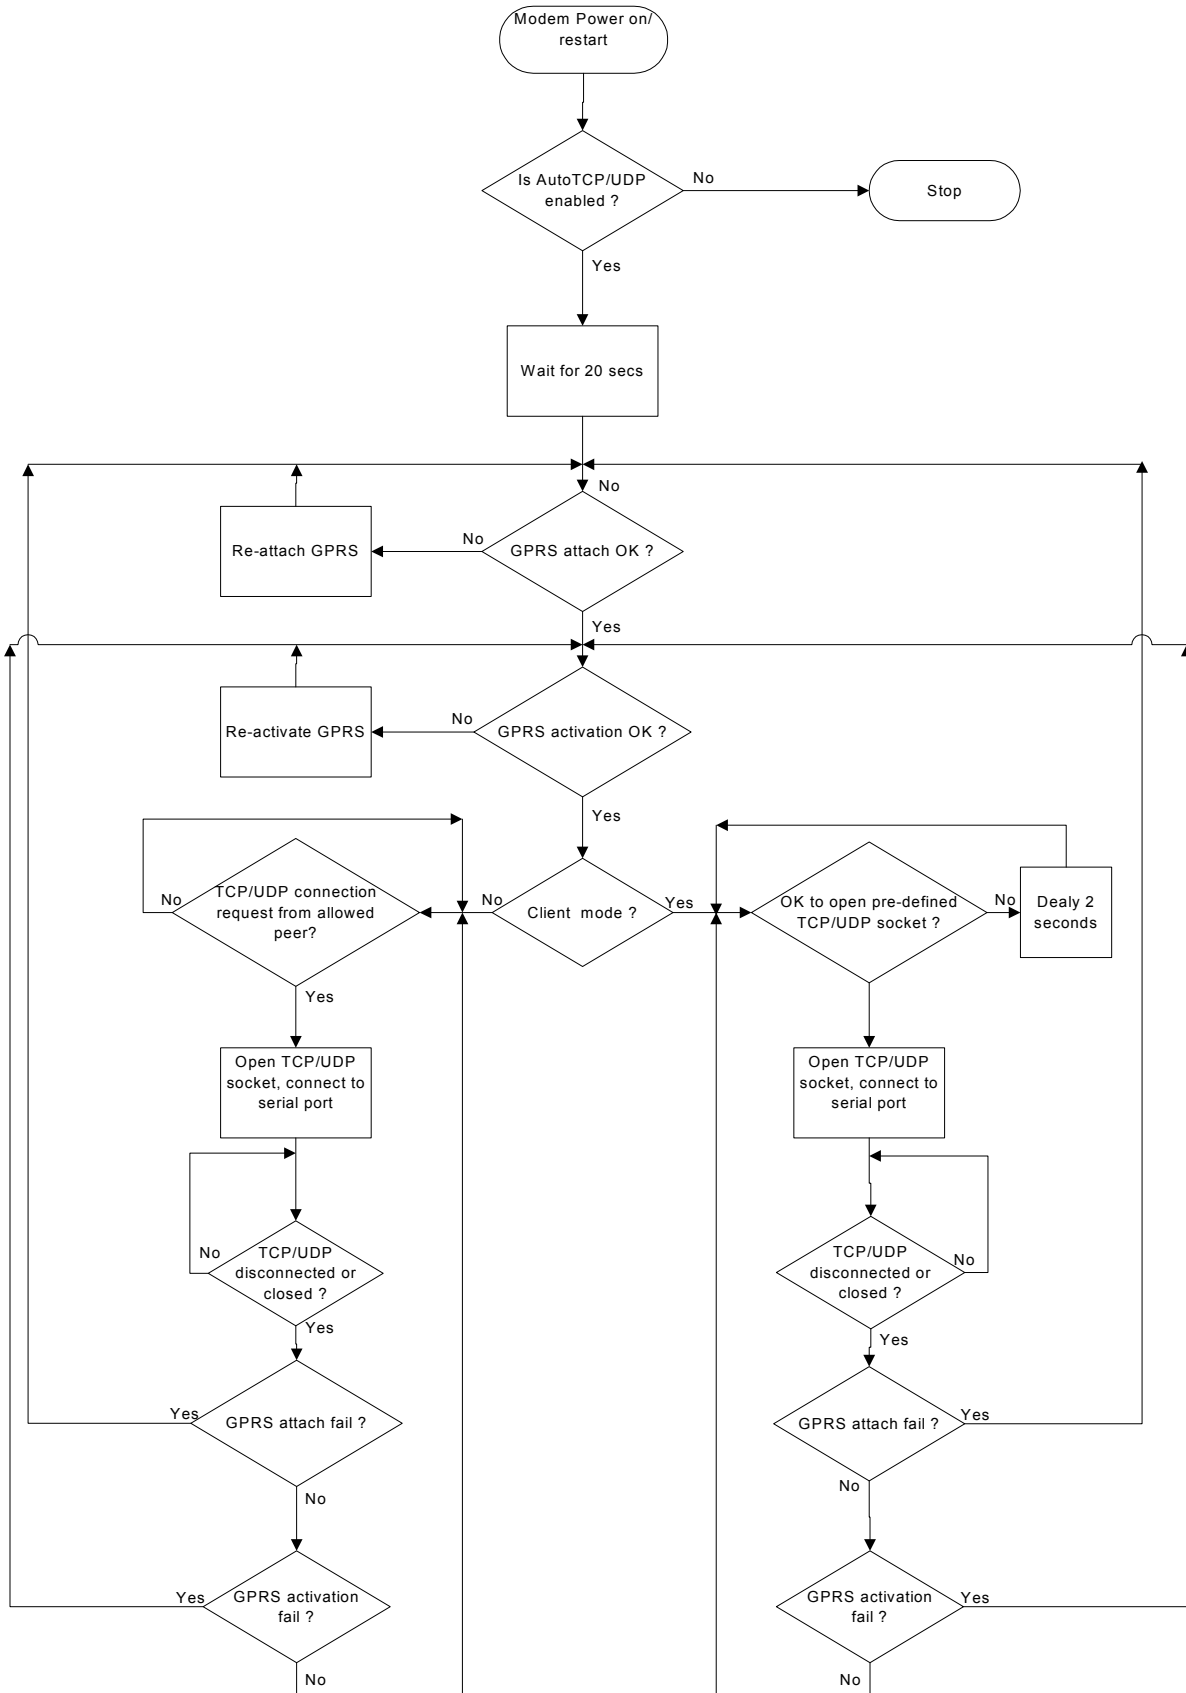 Modem Power on/
restart
Is AutoTCP/UDP
enabled ?
No
Stop
Yes
Wait for 20 secs
No
Re-attach GPRS
No
GPRS attach OK ?
Yes
Re-activate GPRS
No
GPRS activation OK ?
Yes
No
TCP/UDP connection
request from allowed
peer?
No
Client mode ?
Yes
OK to open pre-defined
TCP/UDP socket ?
No
Dealy 2
seconds
Yes
Open TCP/UDP
socket, connect to
serial port
Open TCP/UDP
socket, connect to
serial port
No
TCP/UDP
disconnected or
closed ?
TCP/UDP
disconnected or
closed ?
No
Yes
Yes
Yes
GPRS attach fail ?
GPRS attach fail ?
Yes
No
No
Yes
GPRS activation
fail ?
GPRS activation
fail ?
Yes
No
No